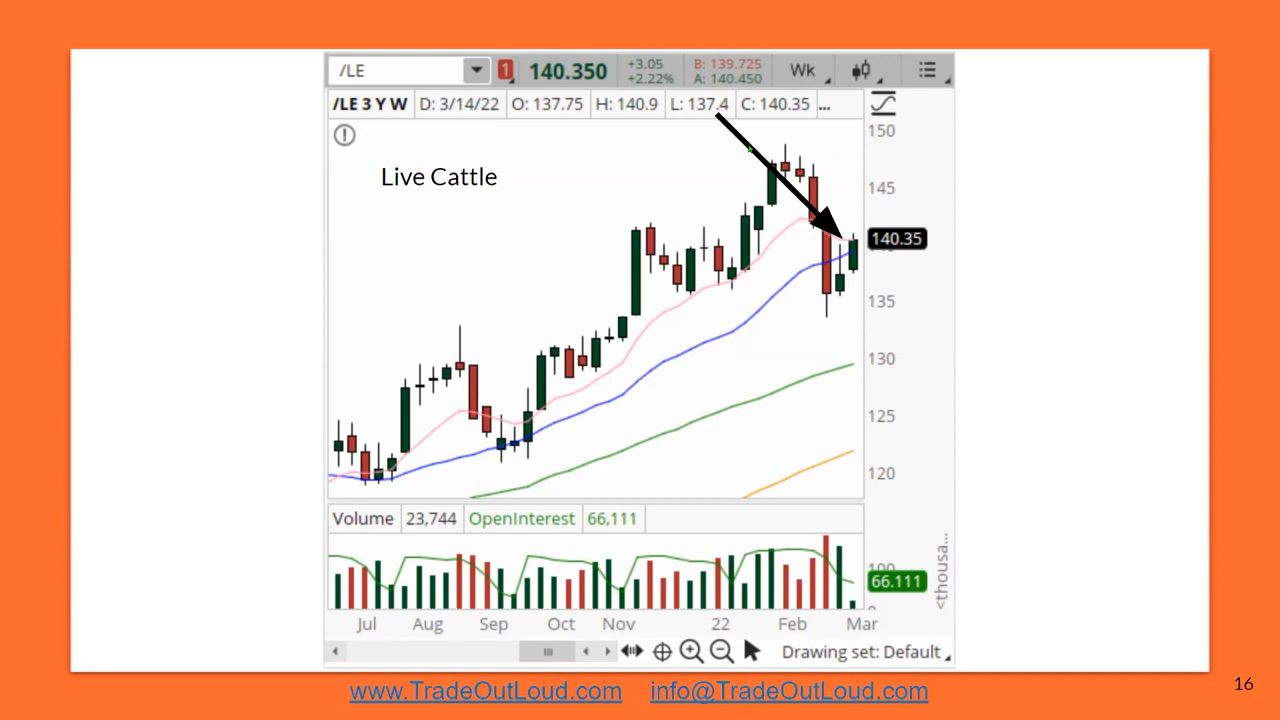 /LE 1 140.350 +3.05 B: 139.725 Wk
+2.22% A: 140.450
/LE 3 Y W D: 3/14/22 O: 137.75 H: 140.9 L: 137.4 C: 140.35 ...
150
Live Cattle
145
140.35
135
130
125
120
Volume 23,744 OpenInterest 66,111
100
66.111
0
<thousa...
Jul Aug Sep Oct Nov 22 Feb Mar
Drawing set: Default
www.TradeOutLoud.com info@TradeOutLoud.com
16